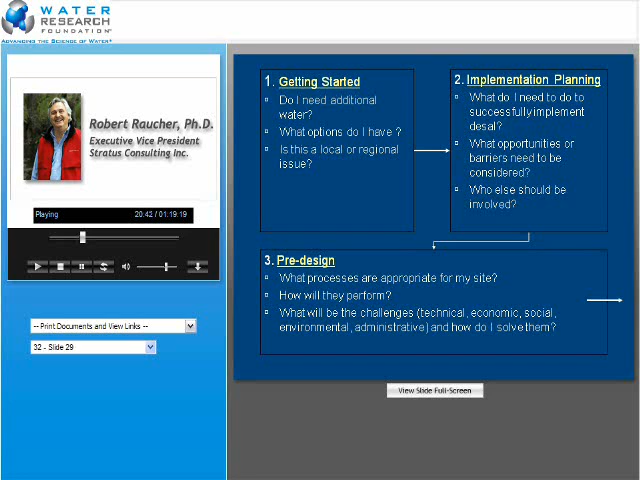 WATER
RESEARCH
FOUNDATION
ADVANCING THE SCIENCE OF WATER®
Robert Raucher, Ph.D.
Executive Vice President
Stratus Consulting Inc.
Playing 20:42 / 01:19:19
-- Print Documents and View Links --
32 - Slide 29
1. Getting Started
Do I need additional
water?
What options do I have ?
Is this a local or regional
issue?
2. Implementation Planning
What do I need to do to
successfully implement
desal?
What opportunities or
barriers need to be
considered?
Who else should be
involved?
3. Pre-design
What processes are appropriate for my site?
How will they perform?
What will be the challenges (technical, economic, social,
environmental, administrative) and how do I solve them?
View Slide Full-Screen